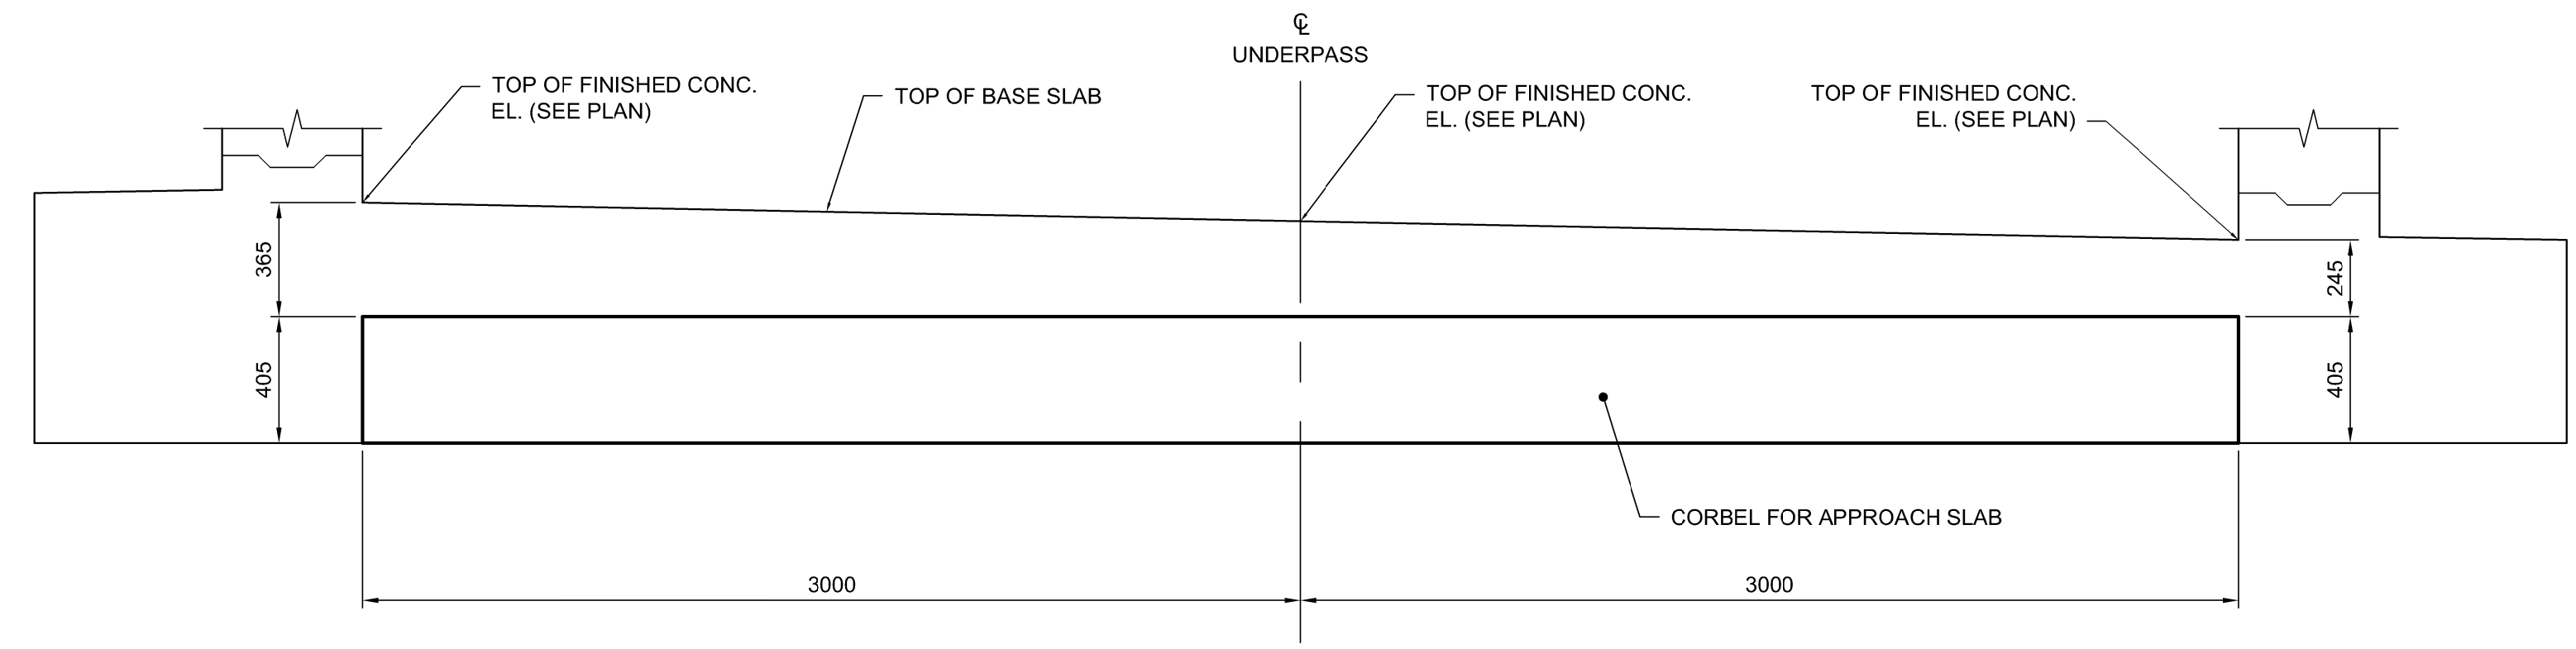 ℄
UNDERPASS
TOP OF FINISHED CONC.
EL. (SEE PLAN)
TOP OF BASE SLAB
TOP OF FINISHED CONC.
EL. (SEE PLAN)
TOP OF FINISHED CONC.
EL. (SEE PLAN)
365
245
405
405
CORBEL FOR APPROACH SLAB
3000
3000